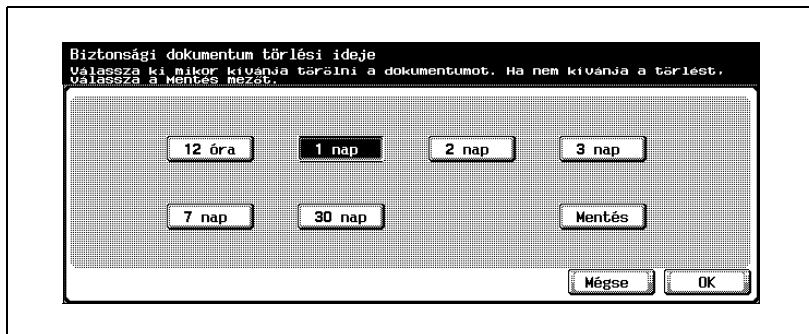 Biztonsági dokumentum törlési ideje
Válassza ki mikor kívánja törölni a dokumentumot. Ha nem kívánja a törlést,
válassza a Mentés mezőt.
12 óra 1 nap 2 nap 3 nap
7 nap 30 nap Mentés
Mégse OK